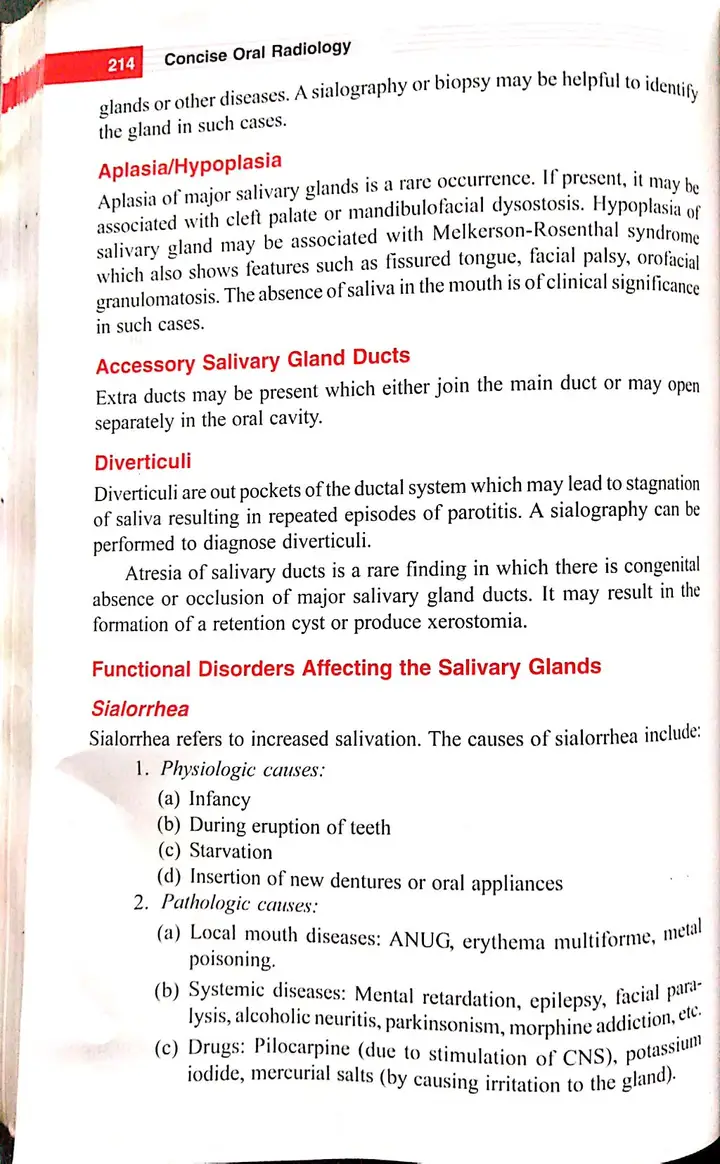 214 Concise Oral Radiology
glands or other diseases. A sialography or biopsy may be helpful to identify
the gland in such cases.
Aplasia/Hypoplasia
Aplasia of major salivary glands is a rare occurrence. If present, it may be
associated with cleft palate or mandibulofacial dysostosis. Hypoplasia of
salivary gland may be associated with Melkerson-Rosenthal syndrome
which also shows features such as fissured tongue, facial palsy, orofacial
granulomatosis. The absence of saliva in the mouth is of clinical significance
in such cases.
Accessory Salivary Gland Ducts
Extra ducts may be present which either join the main duct or may open
separately in the oral cavity.
Diverticuli
Diverticuli are out pockets of the ductal system which may lead to stagnation
of saliva resulting in repeated episodes of parotitis. A sialography can be
performed to diagnose diverticuli.
Atresia of salivary ducts is a rare finding in which there is congenital
absence or occlusion of major salivary gland ducts. It may result in the
formation of a retention cyst or produce xerostomia.
Functional Disorders Affecting the Salivary Glands
Sialorrhea
Sialorrhea refers to increased salivation. The causes of sialorrhea include:
1. Physiologic causes:
(a) Infancy
(b) During eruption of teeth
(c) Starvation
(d) Insertion of new dentures or oral appliances
2. Pathologic causes:
(a) Local mouth diseases: ANUG, erythema multiforme, metal
poisoning.
(b) Systemic diseases: Mental retardation, epilepsy, facial para-
lysis, alcoholic neuritis, parkinsonism, morphine addiction, etc.
(c) Drugs: Pilocarpine (due to stimulation of CNS), potassium
iodide, mercurial salts (by causing irritation to the gland).